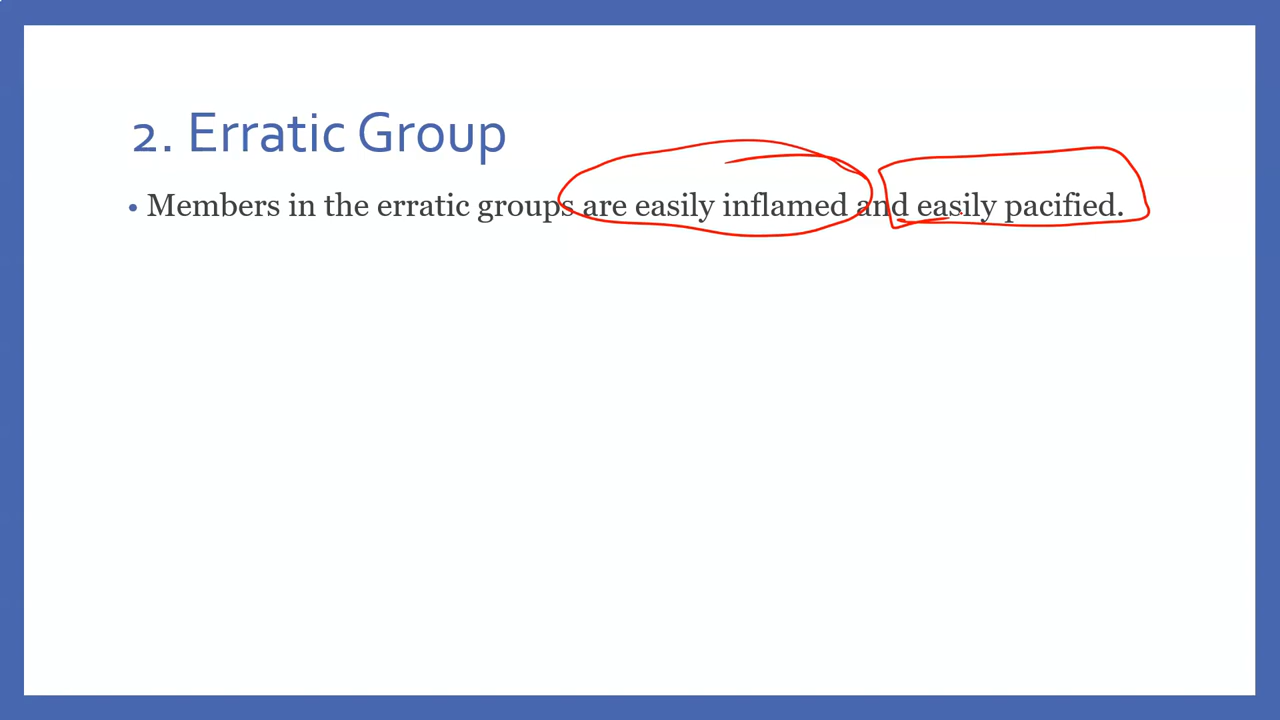 2. Erratic Group
• Members in the erratic groups are easily inflamed and easily pacified.